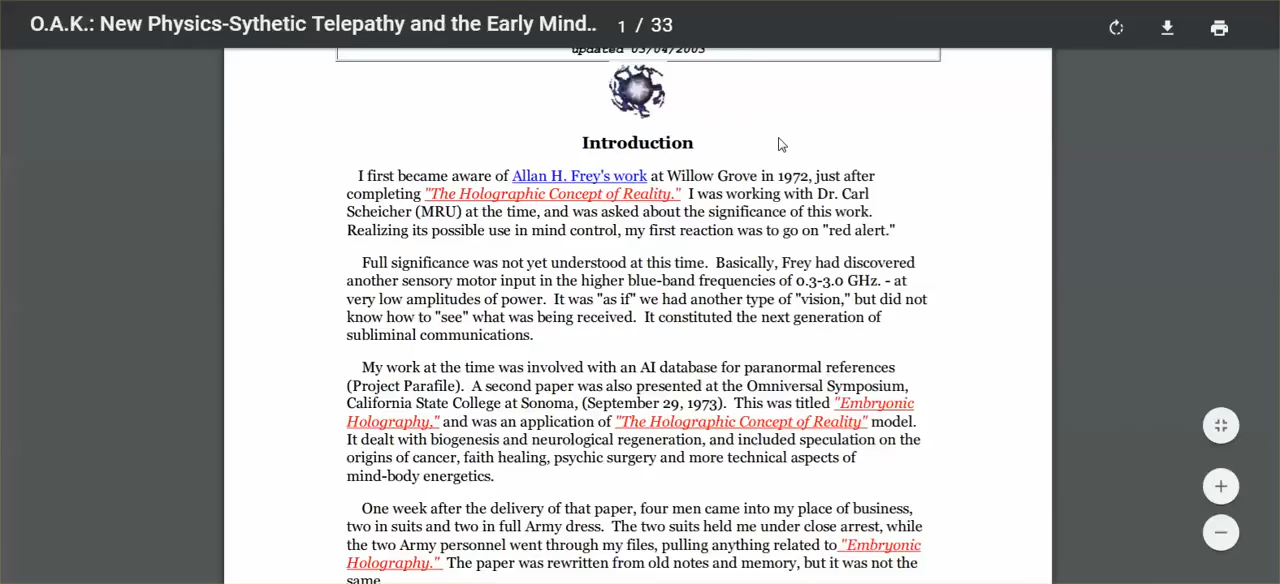 O.A.K.: New Physics-Sythetic Telepathy and the Early Mind.. 1 / 33
updated 03/04/2003
Introduction
I first became aware of Allan H. Frey's work at Willow Grove in 1972, just after
completing "The Holographic Concept of Reality." I was working with Dr. Carl
Scheicher (MRU) at the time, and was asked about the significance of this work.
Realizing its possible use in mind control, my first reaction was to go on "red alert."
Full significance was not yet understood at this time. Basically, Frey had discovered
another sensory motor input in the higher blue-band frequencies of 0.3-3.0 GHz. - at
very low amplitudes of power. It was "as if" we had another type of "vision," but did not
know how to "see" what was being received. It constituted the next generation of
subliminal communications.
My work at the time was involved with an AI database for paranormal references
(Project Parafile). A second paper was also presented at the Omniversal Symposium,
California State College at Sonoma, (September 29, 1973). This was titled "Embryonic
Holography," and was an application of "The Holographic Concept of Reality" model.
It dealt with biogenesis and neurological regeneration, and included speculation on the
origins of cancer, faith healing, psychic surgery and more technical aspects of
mind-body energetics.
One week after the delivery of that paper, four men came into my place of business,
two in suits and two in full Army dress. The two suits held me under close arrest, while
the two Army personnel went through my files, pulling anything related to "Embryonic
Holography." The paper was rewritten from old notes and memory, but it was not the
same